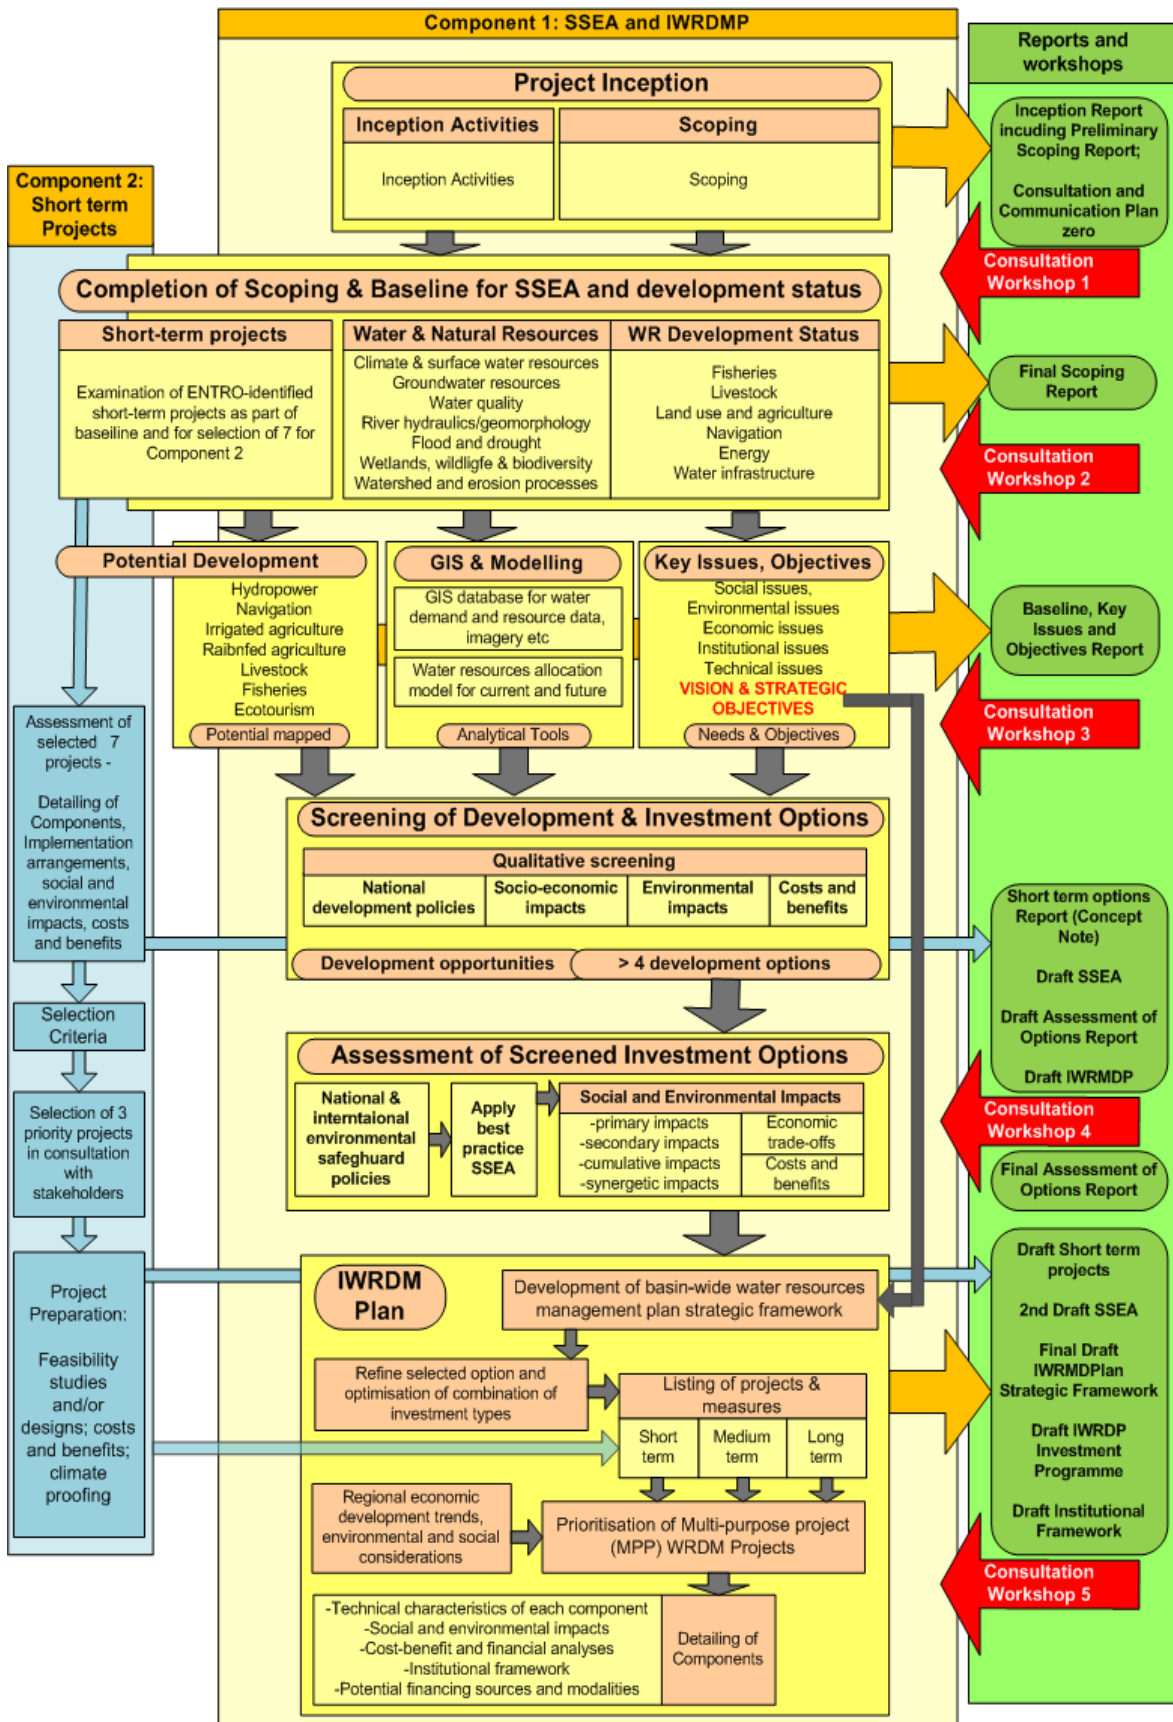 Component 1: SSEA and IWRDMP
Project Inception
Inception Activities
Scoping
Inception Activities
Scoping
Reports and
workshops
Inception Report
incuding Preliminary
Scoping Report;
Consultation and
Communication Plan
zero
Component 2:
Short term
Projects
Consultation
Workshop 1
Completion of Scoping & Baseline for SSEA and development status
Short-term projects
Examination of ENTRO-identified
short-term projects as part of
baseiline and for selection of 7 for
Component 2
Water & Natural Resources
Climate & surface water resources
Groundwater resources
Water quality
River hydraulics/geomorphology
Flood and drought
Wetlands, wildligfe & biodiversity
Watershed and erosion processes
WR Development Status
Fisheries
Livestock
Land use and agriculture
Navigation
Energy
Water infrastructure
Final Scoping
Report
Consultation
Workshop 2
Potential Development
Hydropower
Navigation
Irrigated agriculture
Raibnfed agriculture
Livestock
Fisheries
Ecotourism
Potential mapped
GIS & Modelling
GIS database for water
demand and resource data,
imagery etc
Water resources allocation
model for current and future
Analytical Tools
Key Issues, Objectives
Social issues,
Environmental issues
Economic issues
Institutional issues
Technical issues
VISION & STRATEGIC
OBJECTIVES
Needs & Objectives
Baseline, Key
Issues and
Objectives Report
Consultation
Workshop 3
Assessment of
selected 7
projects -
Detailing of
Components,
Implementation
arrangements,
social and
environmental
impacts, costs
and benefits
Screening of Development & Investment Options
Qualitative screening
National
development policies
Socio-economic
impacts
Environmental
impacts
Costs and
benefits
Development opportunities
> 4 development options
Short term options
Report (Concept
Note)
Draft SSEA
Draft Assessment of
Options Report
Draft IWRMDP
Selection
Criteria
Assessment of Screened Investment Options
National &
interntaional
environmental
safeghuard
policies
Apply
best
practice
SSEA
Social and Environmental Impacts
-primary impacts
-secondary impacts
-cumulative impacts
-synergetic impacts
Economic
trade-offs
Costs and
benefits
Consultation
Workshop 4
Final Assessment of
Options Report
Selection of 3
priority projects
in consultation
with
stakeholders
Project
Preparation:
Feasibility
studies
and/or
designs; costs
and benefits;
climate
proofing
IWRDM
Plan
Development of basin-wide water resources
management plan strategic framework
Refine selected option and
optimisation of combination of
investment types
Listing of projects &
measures
Short
term
Medium
term
Long
term
Regional economic
development trends,
environmental and social
considerations
Prioritisation of Multi-purpose project
(MPP) WRDM Projects
-Technical characteristics of each component
-Social and environmental impacts
-Cost-benefit and financial analyses
-Institutional framework
-Potential financing sources and modalities
Detailing of
Components
Draft Short term
projects
2nd Draft SSEA
Final Draft
IWRMDPlan
Strategic Framework
Draft IWRDP
Investment
Programme
Draft Institutional
Framework
Consultation
Workshop 5